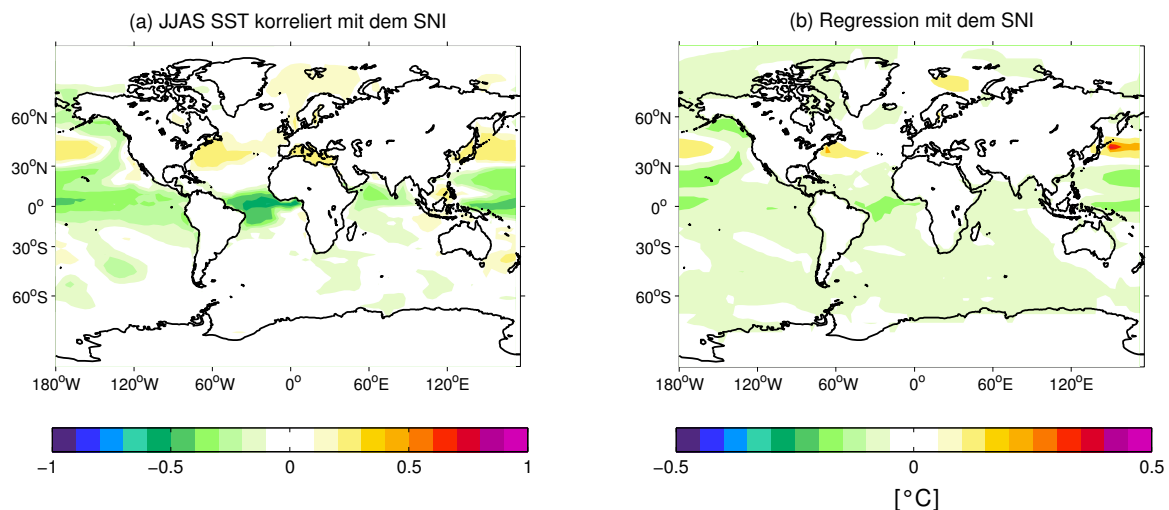 (a) JJAS SST korreliert mit dem SNI
60°N
30°N
0°
30°S
60°S
180°W 120°W 60°W 0° 60°E 120°E
−1 −0.5 0 0.5 1
(b) Regression mit dem SNI
60°N
30°N
0°
30°S
60°S
180°W 120°W 60°W 0° 60°E 120°E
−0.5 0 0.5
[°C]